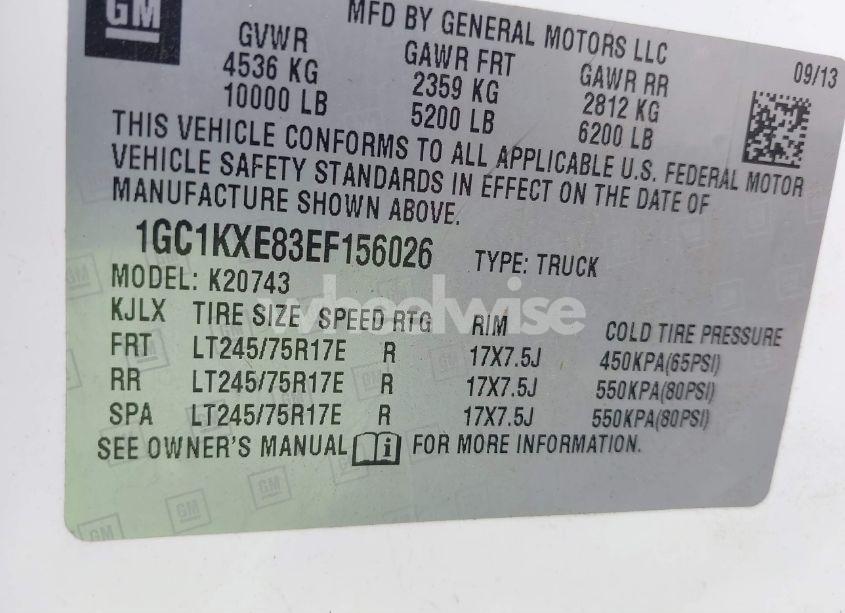 GM
MFD BY GENERAL MOTORS LLC
GVWR GAWR FRT GAWR RR 09/13
4536 KG 2359 KG 2812 KG
10000 LB 5200 LB 6200 LB
THIS VEHICLE CONFORMS TO ALL APPLICABLE U.S. FEDERAL MOTOR
VEHICLE SAFETY STANDARDS IN EFFECT ON THE DATE OF
MANUFACTURE SHOWN ABOVE.
1GC1KXE83EF156026 TYPE: TRUCK
MODEL: K20743
wheelwise
KJLX TIRE SIZE SPEED RTG RIM COLD TIRE PRESSURE
FRT LT245/75R17E R 17X7.5J 450KPA(65PSI)
RR LT245/75R17E R 17X7.5J 550KPA(80PSI)
SPA LT245/75R17E R 17X7.5J 550KPA(80PSI)
SEE OWNER'S MANUAL i FOR MORE INFORMATION.